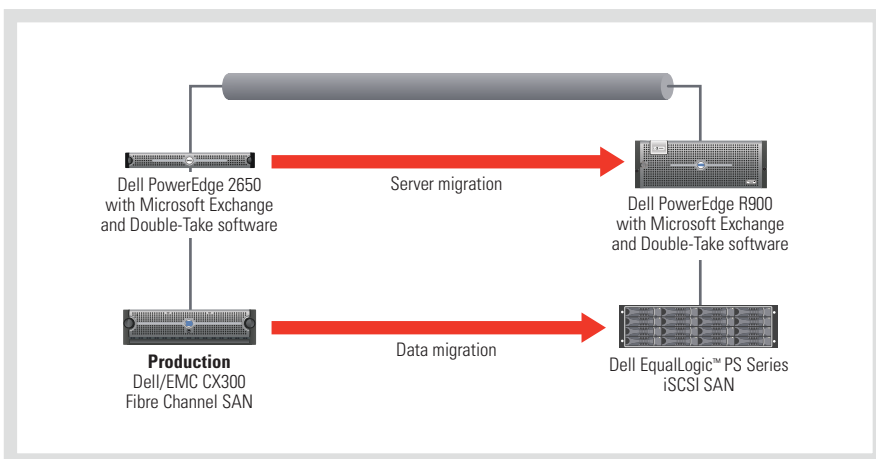 Dell PowerEdge 2650
with Microsoft Exchange
and Double-Take software
Server migration
Dell PowerEdge R900
with Microsoft Exchange
and Double-Take software
Production
Dell/EMC CX300
Fibre Channel SAN
Data migration
Dell EqualLogic™ PS Series
iSCSI SAN